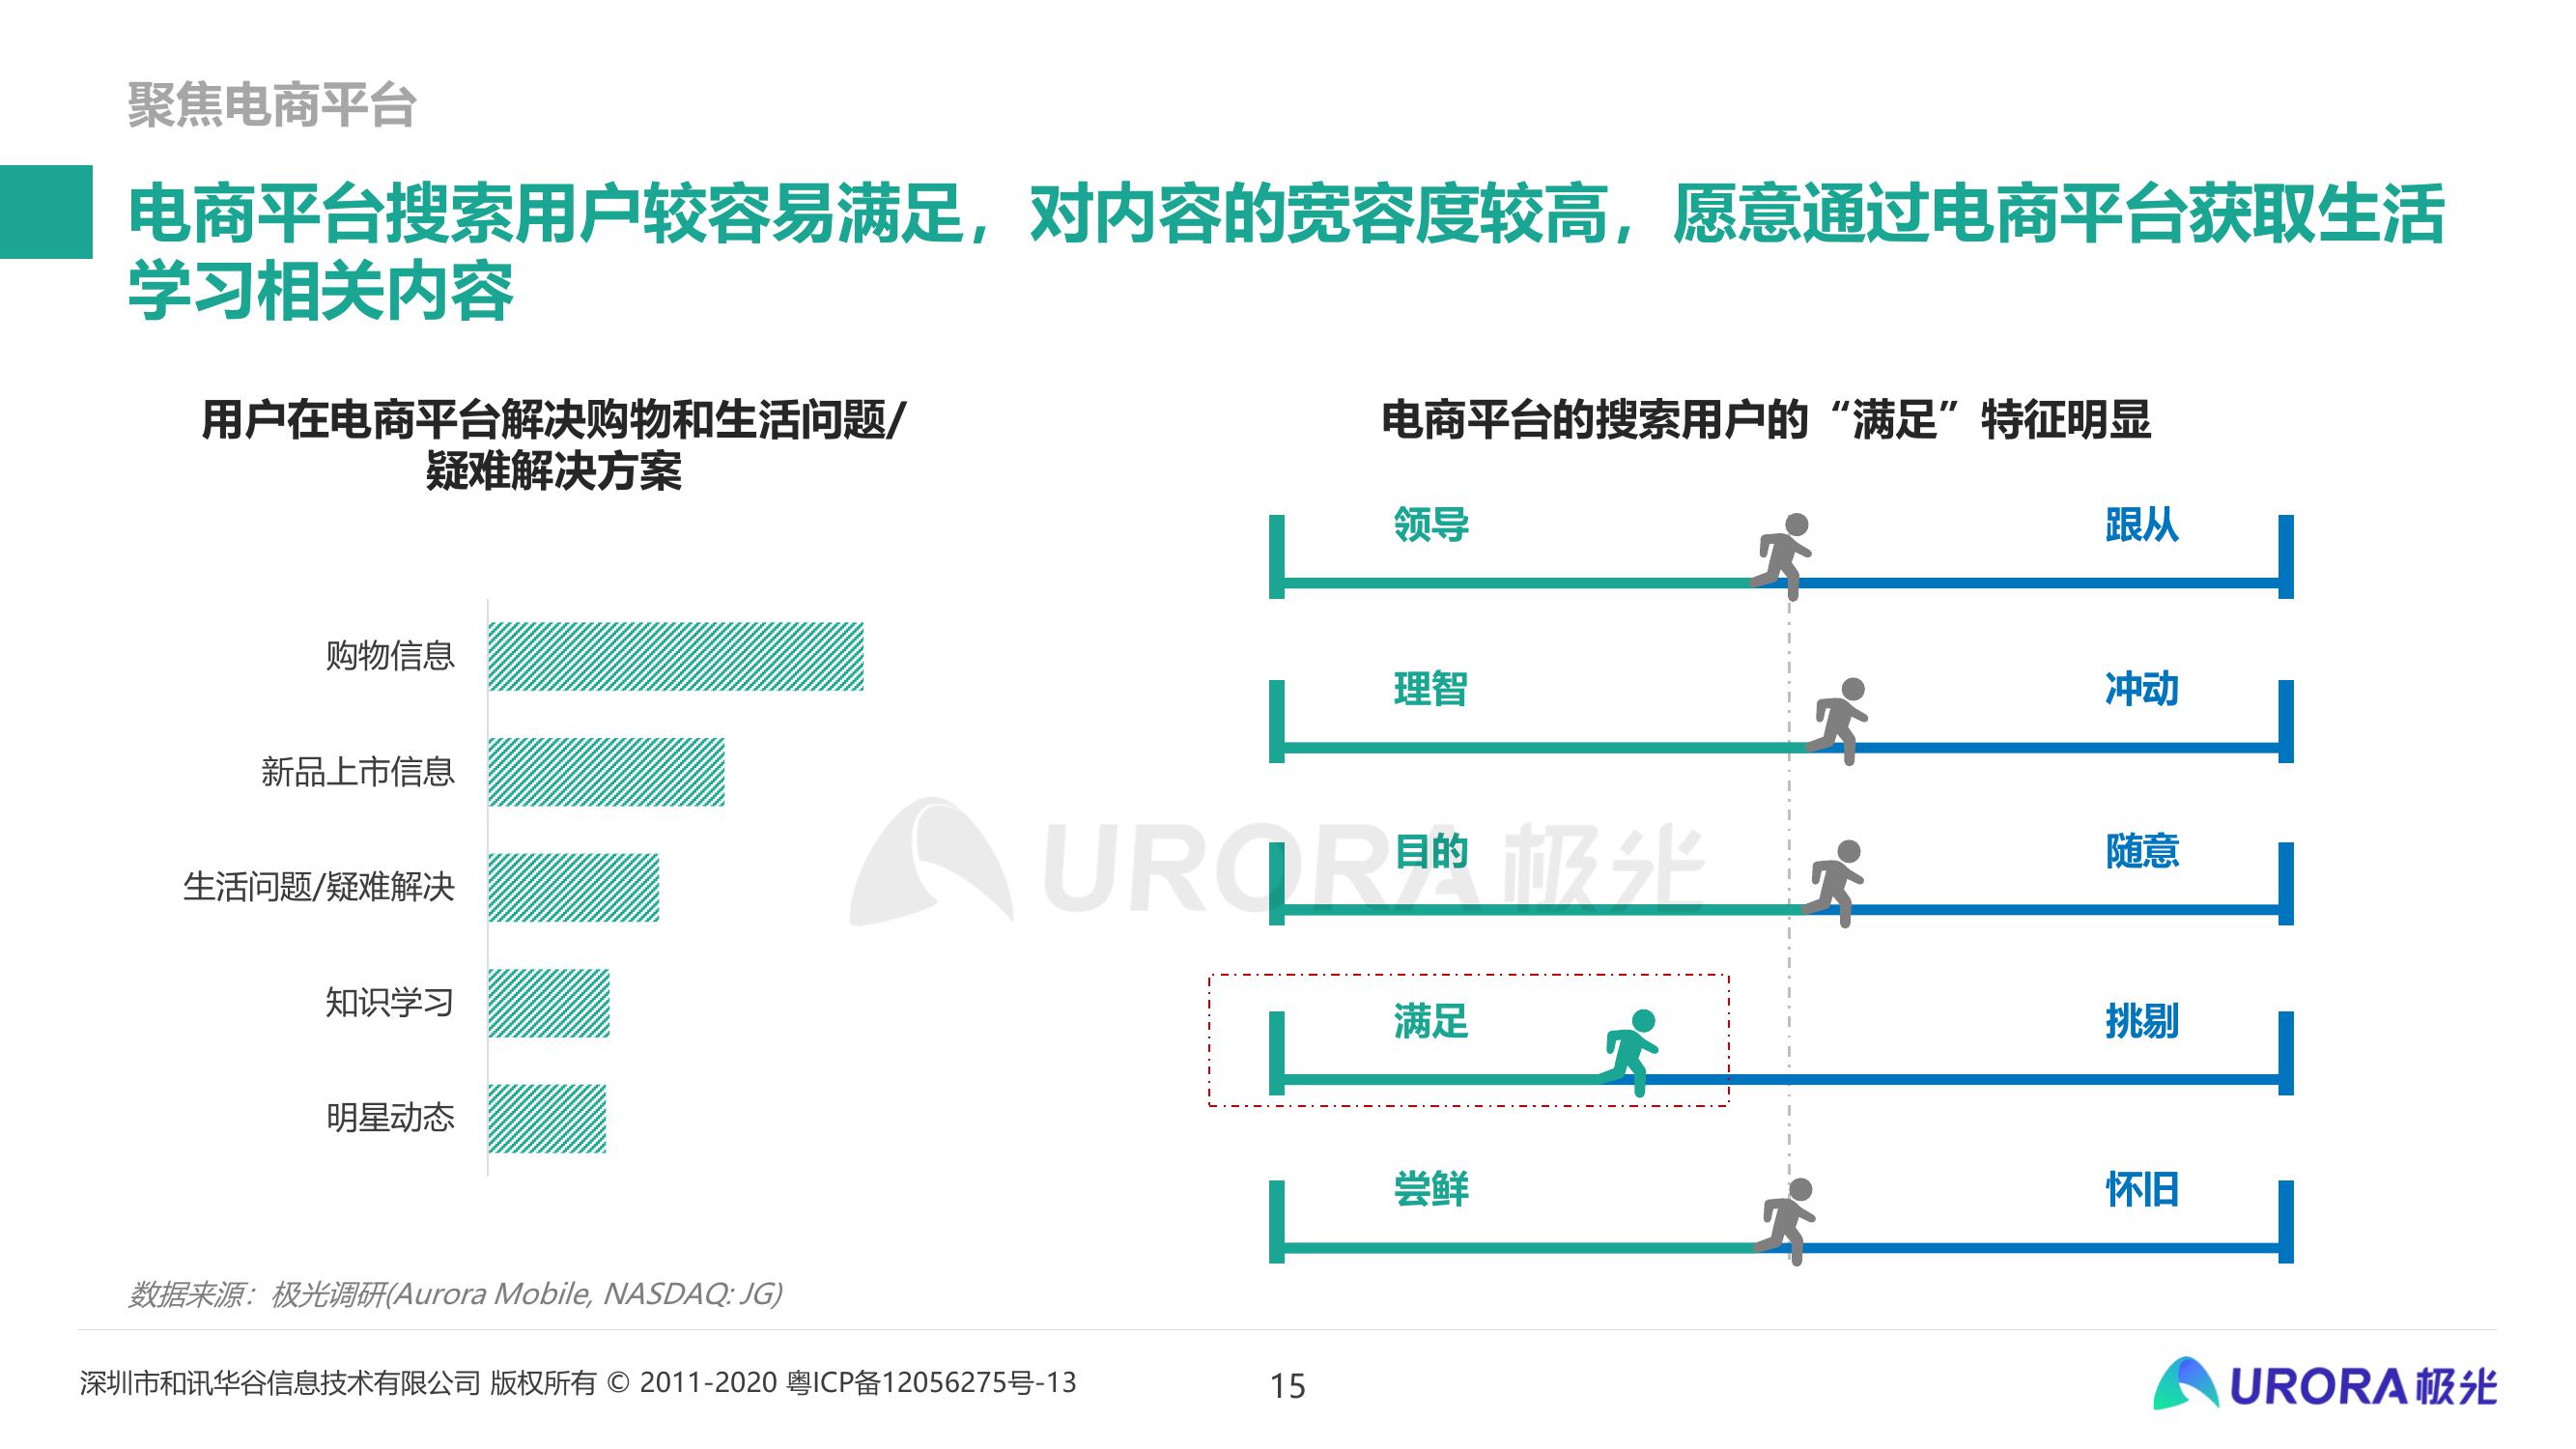 聚焦电商平台
电商平台搜索用户较容易满足，对内容的宽容度较高，愿意通过电商平台获取生活
学习相关内容
用户在电商平台解决购物和生活问题/
疑难解决方案
购物信息
新品上市信息
生活问题/疑难解决
知识学习
明星动态
电商平台的搜索用户的“满足”特征明显
领导
跟从
理智
冲动
目的
随意
满足
挑剔
尝鲜
怀旧
URORA 极光
数据来源：极光调研(Aurora Mobile, NASDAQ: JG)
深圳市和讯华谷信息技术有限公司 版权所有 © 2011-2020 粤ICP备12056275号-13
15
URORA 极光